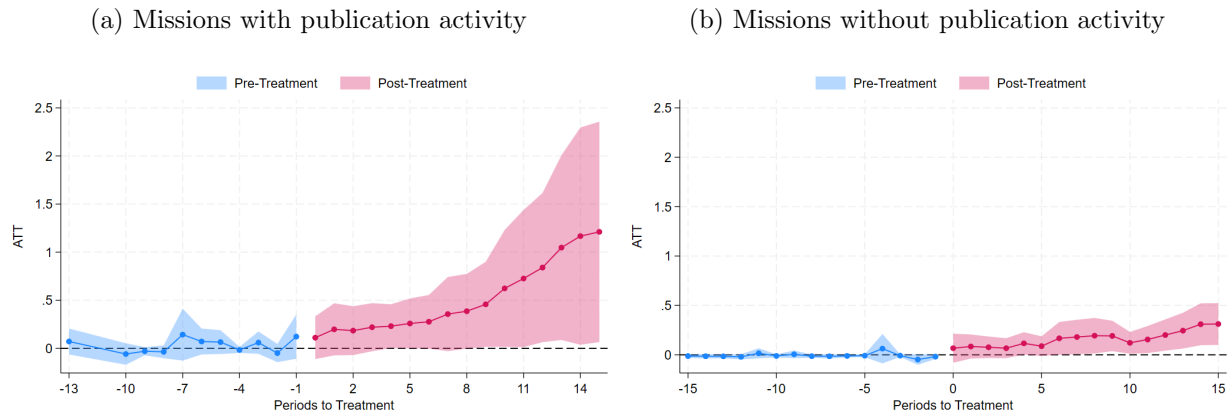 (a) Missions with publication activity
Pre-Treatment Post-Treatment
2.5
2
1.5
1
.5
0
ATT
-13 -10 -7 -4 -1 2 5 8 11 14
Periods to Treatment
(b) Missions without publication activity
Pre-Treatment Post-Treatment
2.5
2
1.5
1
.5
0
ATT
-15 -10 -5 0 5 10 15
Periods to Treatment